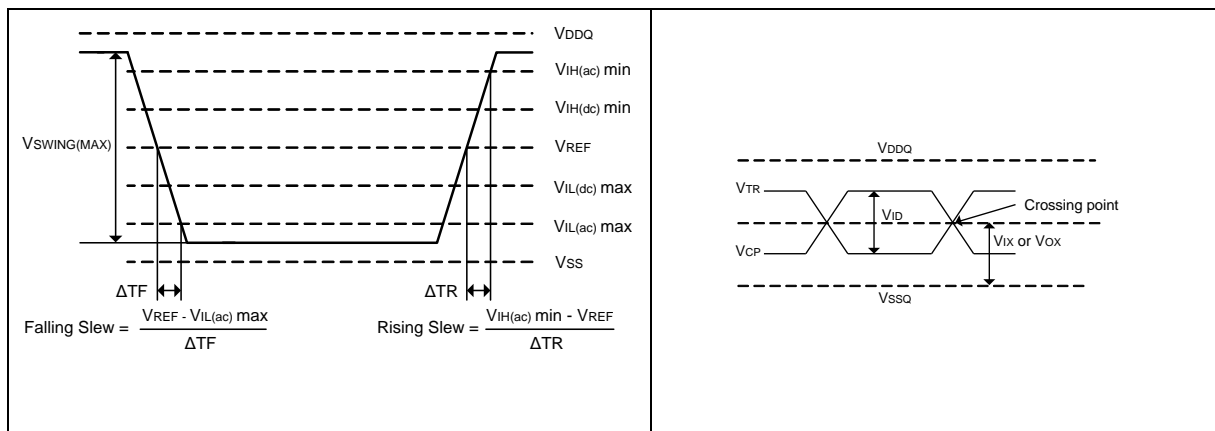 VDDQ
VIH(ac) min
VIH(dc) min
VSWING(MAX)
VREF
VIL(dc) max
VIL(ac) max
VSS
ΔTF
ΔTR
Falling Slew = VREF - VIL(ac) max
ΔTF
Rising Slew = VIH(ac) min - VREF
ΔTR
VDDQ
VTR
VID
Crossing point
VCP
VIX or VOX
VSSQ